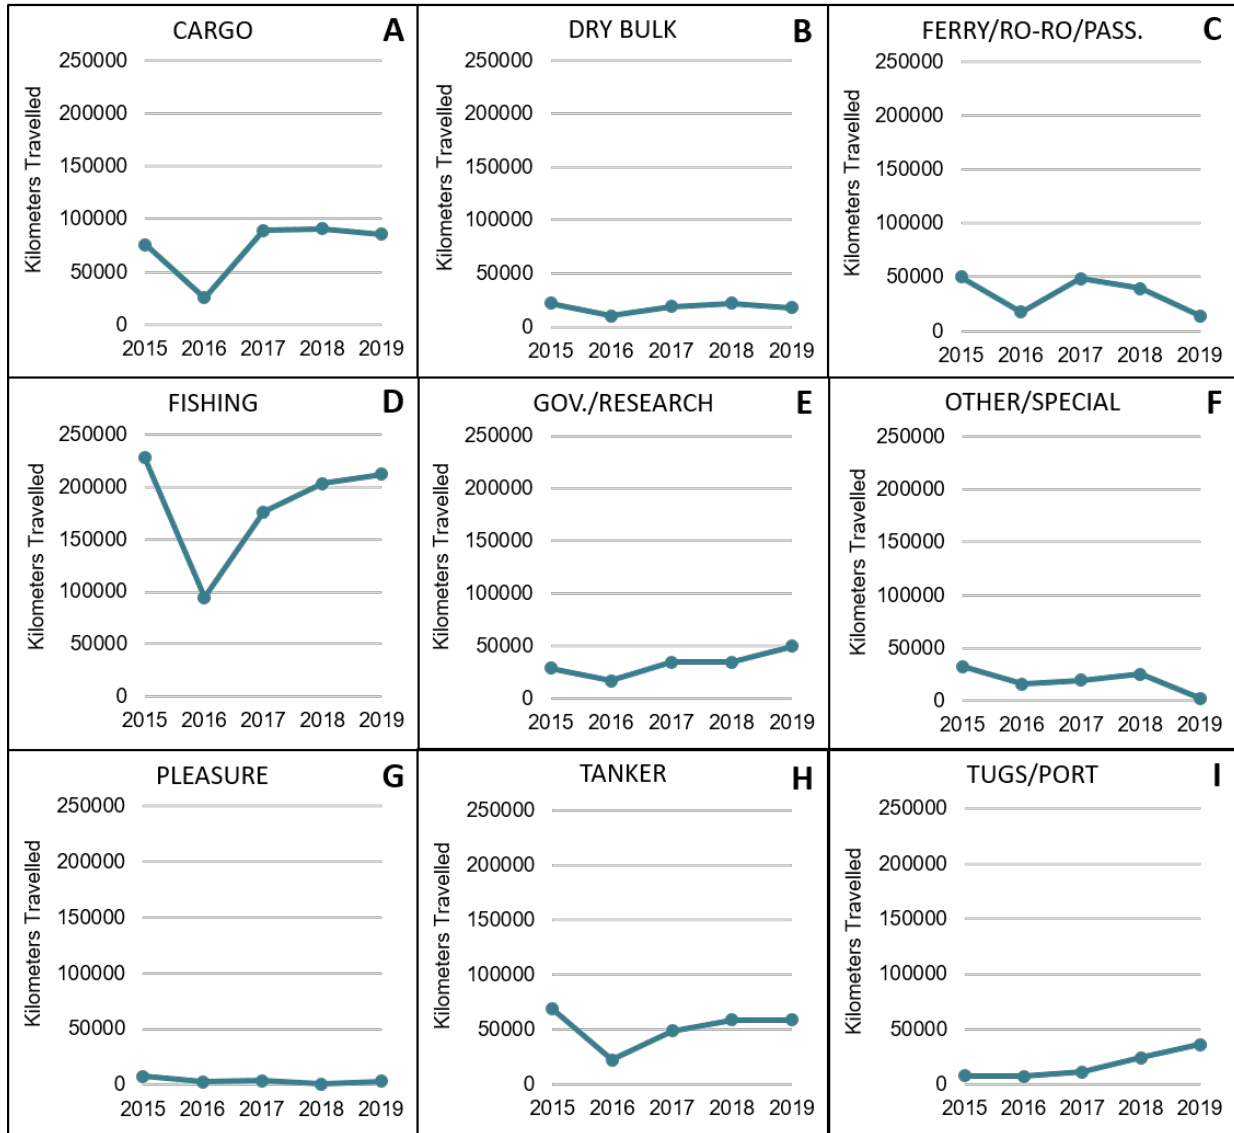 CARGO A
Kilometers Travelled
250000
200000
150000
100000
50000
0
2015 2016 2017 2018 2019
DRY BULK B
Kilometers Travelled
250000
200000
150000
100000
50000
0
2015 2016 2017 2018 2019
FERRY/RO-RO/PASS. C
Kilometers Travelled
250000
200000
150000
100000
50000
0
2015 2016 2017 2018 2019
FISHING D
Kilometers Travelled
250000
200000
150000
100000
50000
0
2015 2016 2017 2018 2019
GOV./RESEARCH E
Kilometers Travelled
250000
200000
150000
100000
50000
0
2015 2016 2017 2018 2019
OTHER/SPECIAL F
Kilometers Travelled
250000
200000
150000
100000
50000
0
2015 2016 2017 2018 2019
PLEASURE G
Kilometers Travelled
250000
200000
150000
100000
50000
0
2015 2016 2017 2018 2019
TANKER H
Kilometers Travelled
250000
200000
150000
100000
50000
0
2015 2016 2017 2018 2019
TUGS/PORT I
Kilometers Travelled
250000
200000
150000
100000
50000
0
2015 2016 2017 2018 2019